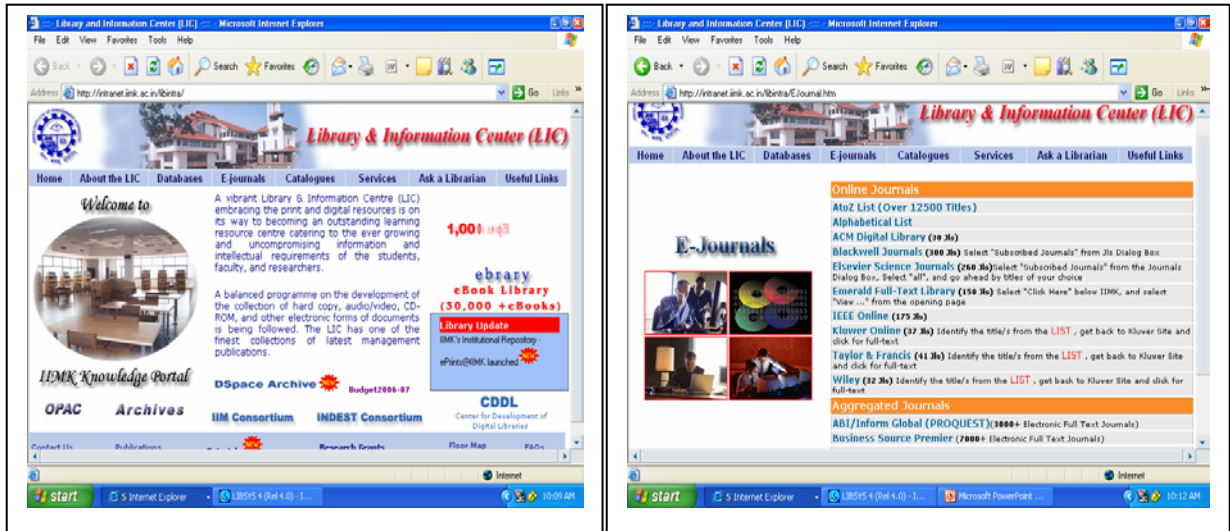 ::::- Library and Information Center (LIC) -:::: - Microsoft Internet Explorer
File Edit View Favorites Tools Help
Back Search Favorites
Address http://intranet.iimk.ac.in/libintra/ Go Links »
Library & Information Center (LIC)
Home About the LIC Databases E-journals Catalogues Services Ask a Librarian Useful Links
Welcome to
IIMK Knowledge Portal
OPAC Archives
A vibrant Library & Information Centre (LIC)
embracing the print and digital resources is on
its way to becoming an outstanding learning
resource centre catering to the ever growing
and uncompromising information and
intellectual requirements of the students,
faculty, and researchers.
A balanced programme on the development of
the collection of hard copy, audio/video, CD-
ROM, and other electronic forms of documents
is being followed. The LIC has one of the
finest collections of latest management
publications.
DSpace Archive NEW Budget2006-07
IIM Consortium INDEST Consortium
ebrary
eBook Library
(30,000 +eBooks)
Library Update
IIMK's Institutional Repository -
ePrints@IIMK launched NEW
CDDL
Center for Development of
Digital Libraries
Contact Us Publications NEW Research Grants Floor Map FAQs
Internet
start 5 Internet Explorer LIBSYS 4 (Rel 4.0) - I... 10:09 AM
::::- Library and Information Center (LIC) -:::: - Microsoft Internet Explorer
File Edit View Favorites Tools Help
Back Search Favorites
Address http://intranet.iimk.ac.in/libintra/EJournal.htm Go Links »
Library & Information Center (LIC)
Home About the LIC Databases E-journals Catalogues Services Ask a Librarian Useful Links
E-Journals
Online Journals
AtoZ List (Over 12500 Titles)
Alphabetical List
ACM Digital Library (30 Jls)
Blackwell Journals (300 Jls) Select "Subscribed Journals" from Jls Dialog Box
Elsevier Science Journals (260 Jls)Select "Subscribed Journals" from the Journals
Dialog Box, Select "all", and go ahead by titles of your choice
Emerald Full-Text Library (150 Jls) Select "Click Here" below IIMK, and select
"View ..." from the opening page
IEEE Online (175 Jls)
Kluver Online (37 Jls) Identify the title/s from the LIST , get back to Kluver Site and
click for full-text
Taylor & Francis (41 Jls) Identify the title/s from the LIST , get back to Kluver Site
and click for full-text
Wiley (32 Jls) Identify the title/s from the LIST , get back to Kluver Site and click for
full-text
Aggregated Journals
ABI/Inform Global (PROQUEST)(3000+ Electronic Full Text Journals)
Business Source Premier (7000+ Electronic Full Text Journals)
Internet
start 5 Internet Explorer LIBSYS 4 (Rel 4.0) - I... Microsoft PowerPoint ... 10:12 AM